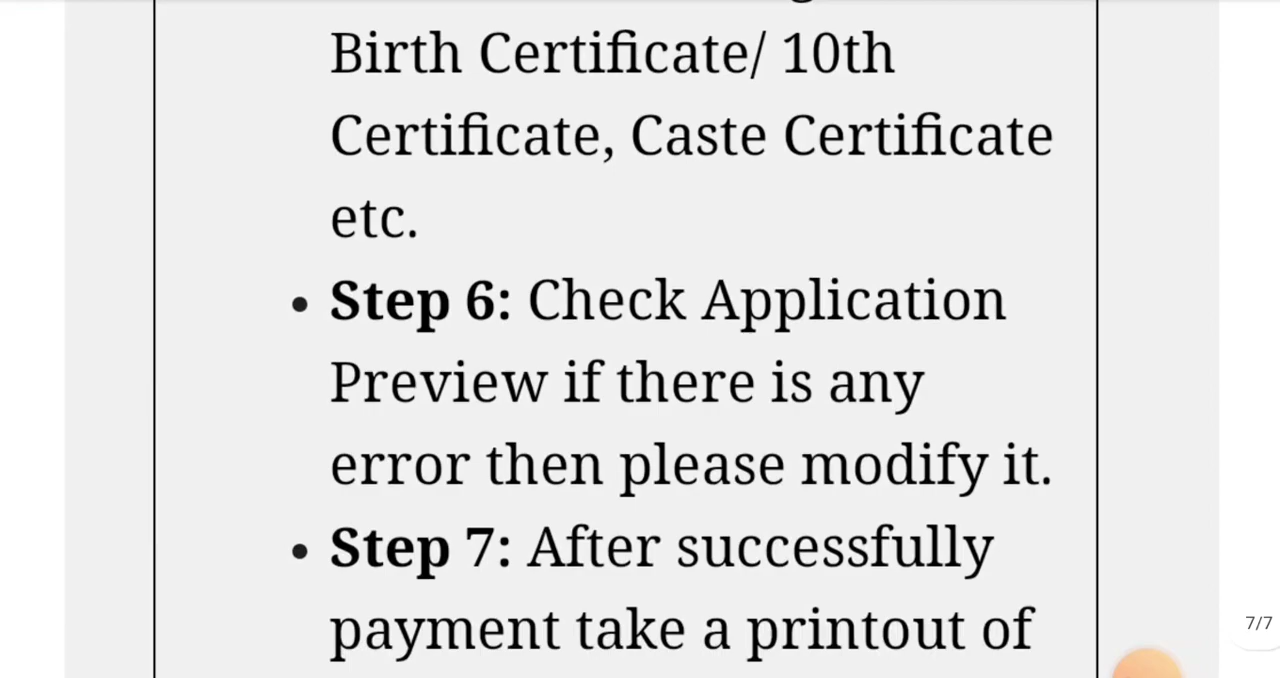 Birth Certificate/ 10th
Certificate, Caste Certificate
etc.
• Step 6: Check Application
Preview if there is any
error then please modify it.
• Step 7: After successfully
payment take a printout of
7/7